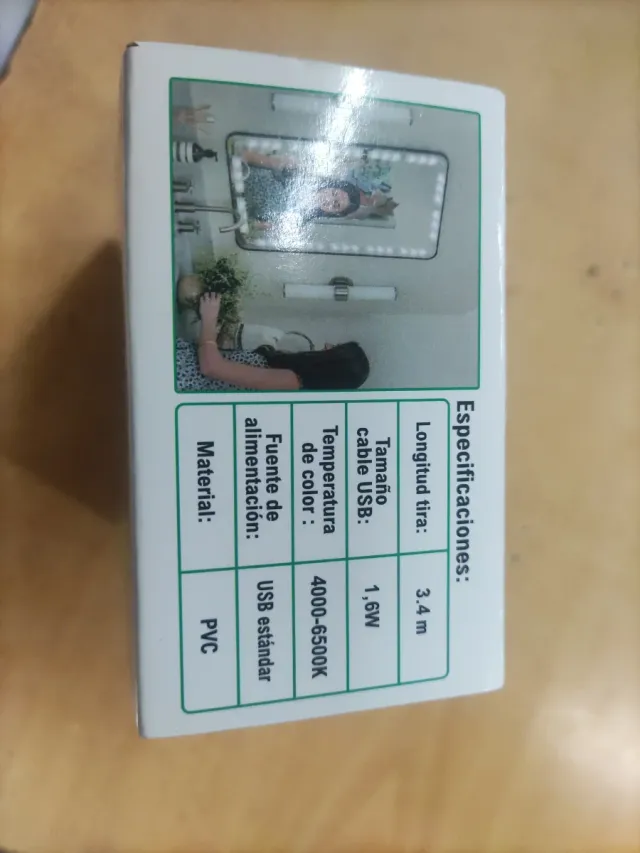 Especificaciones:
Longitud tira: 3.4 m
Tamaño
cable USB: 1,6W
Temperatura
de color : 4000-6500K
Fuente de
alimentación: USB estándar
Material: PVC